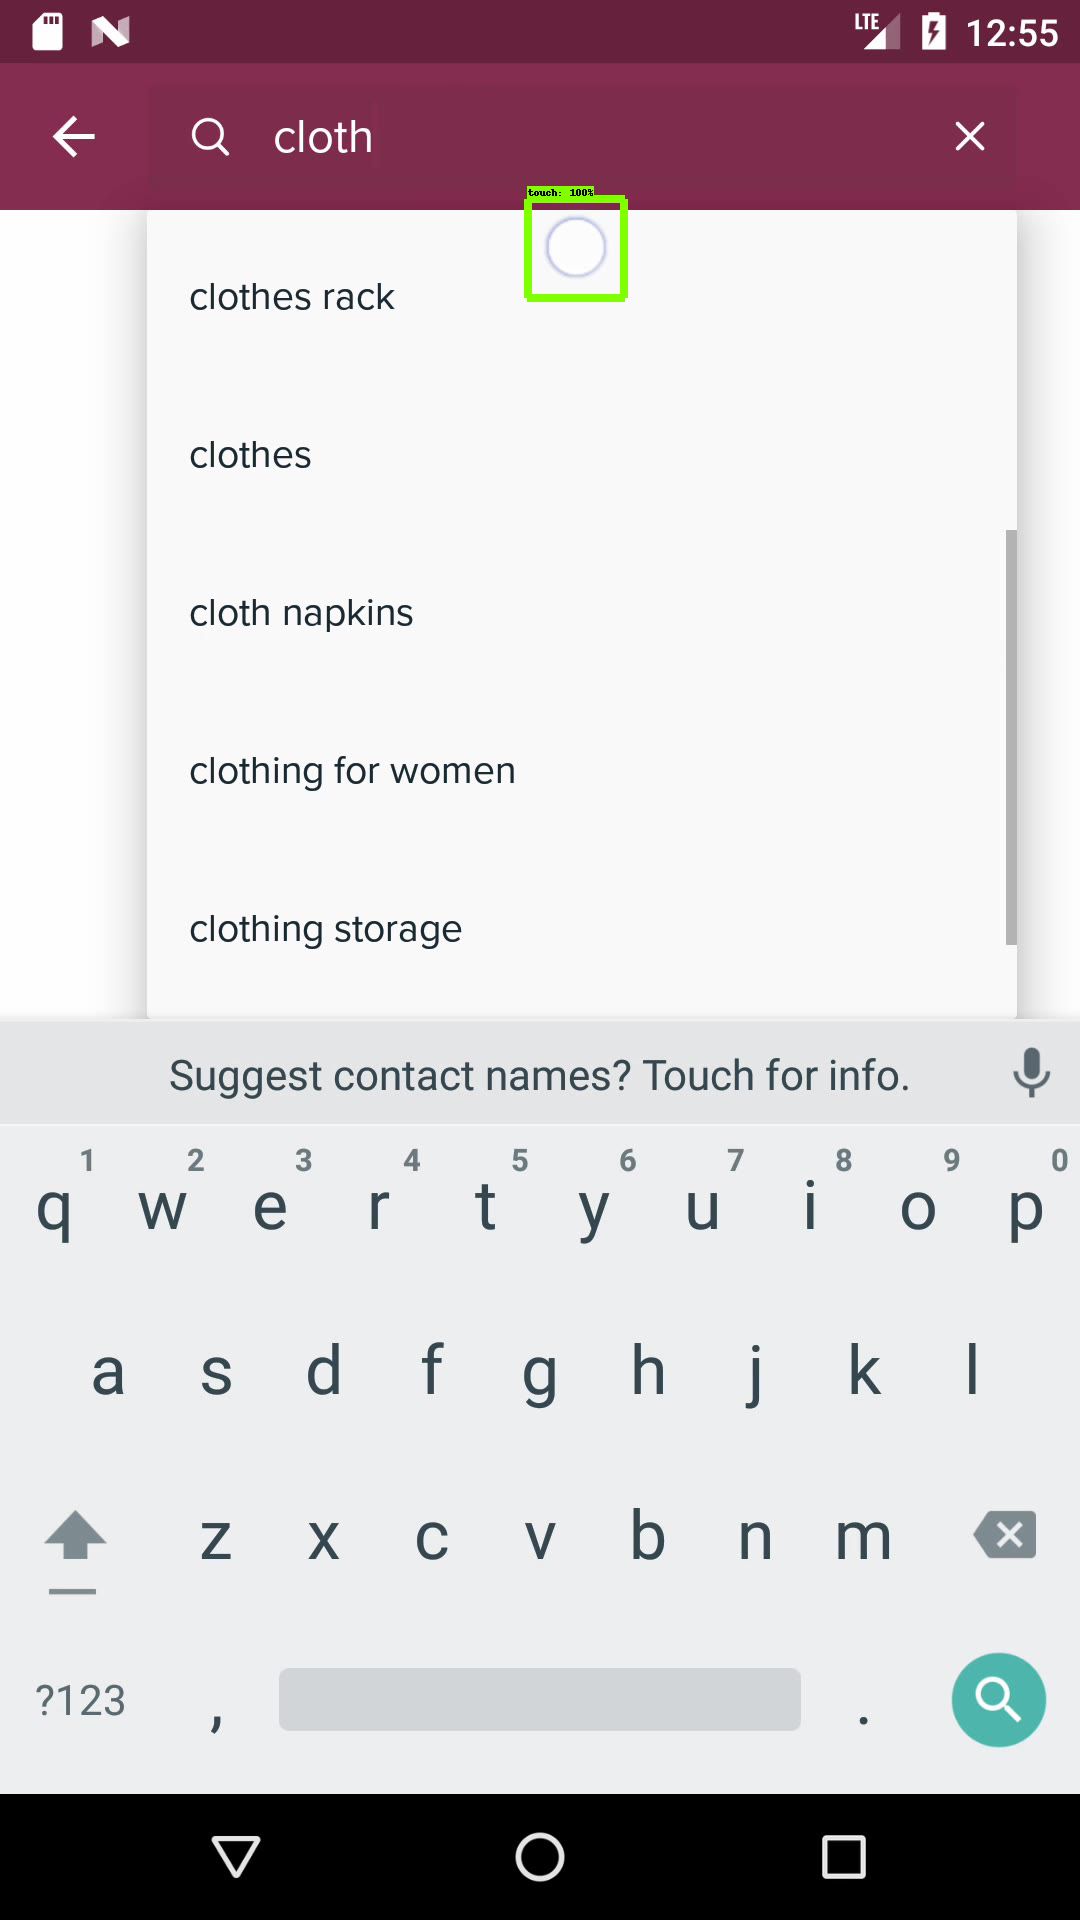 LTE 12:55
cloth
touch: 100%
clothes rack
clothes
cloth napkins
clothing for women
clothing storage
Suggest contact names? Touch for info.
1 2 3 4 5 6 7 8 9 0
q w e r t y u i o p
a s d f g h j k l
z x c v b n m
?123 , .